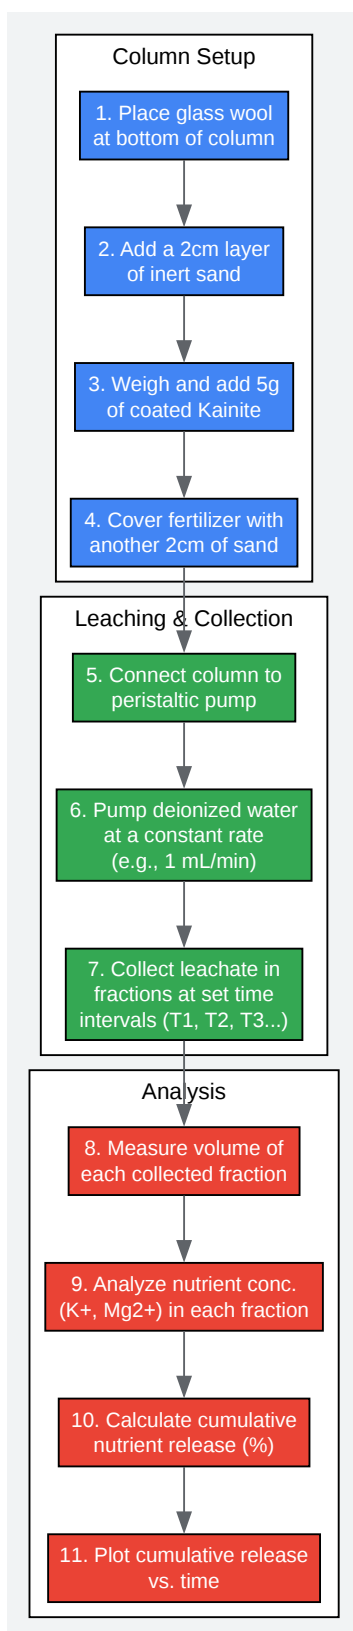 Column Setup
1. Place glass wool
at bottom of column
2. Add a 2cm layer
of inert sand
3. Weigh and add 5g
of coated Kainite
4. Cover fertilizer with
another 2cm of sand
Leaching & Collection
5. Connect column to
peristaltic pump
6. Pump deionized water
at a constant rate
(e.g., 1 mL/min)
7. Collect leachate in
fractions at set time
intervals (T1, T2, T3...)
Analysis
8. Measure volume of
each collected fraction
9. Analyze nutrient conc.
(K+, Mg2+) in each fraction
10. Calculate cumulative
nutrient release (%)
11. Plot cumulative release
vs. time